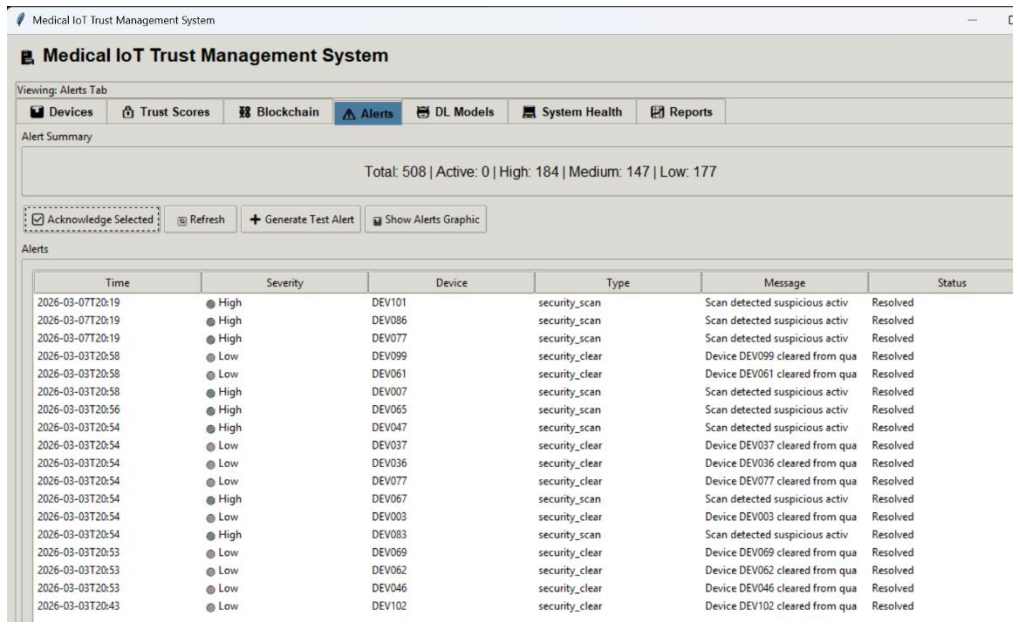 Medical IoT Trust Management System
Medical IoT Trust Management System
Viewing: Alerts Tab
Devices Trust Scores Blockchain Alerts DL Models System Health Reports
Alert Summary
Total: 508 | Active: 0 | High: 184 | Medium: 147 | Low: 177
Acknowledge Selected Refresh Generate Test Alert Show Alerts Graphic
Alerts
Time Severity Device Type Message Status
2026-03-07T20:19 High DEV101 security_scan Scan detected suspicious activ Resolved
2026-03-07T20:19 High DEV086 security_scan Scan detected suspicious activ Resolved
2026-03-07T20:19 High DEV077 security_scan Scan detected suspicious activ Resolved
2026-03-03T20:58 Low DEV099 security_clear Device DEV099 cleared from qua Resolved
2026-03-03T20:58 Low DEV061 security_clear Device DEV061 cleared from qua Resolved
2026-03-03T20:58 High DEV007 security_scan Scan detected suspicious activ Resolved
2026-03-03T20:56 High DEV065 security_scan Scan detected suspicious activ Resolved
2026-03-03T20:54 High DEV047 security_scan Scan detected suspicious activ Resolved
2026-03-03T20:54 Low DEV037 security_clear Device DEV037 cleared from qua Resolved
2026-03-03T20:54 Low DEV036 security_clear Device DEV036 cleared from qua Resolved
2026-03-03T20:54 Low DEV077 security_clear Device DEV077 cleared from qua Resolved
2026-03-03T20:54 High DEV067 security_scan Scan detected suspicious activ Resolved
2026-03-03T20:54 Low DEV003 security_clear Device DEV003 cleared from qua Resolved
2026-03-03T20:54 High DEV083 security_scan Scan detected suspicious activ Resolved
2026-03-03T20:53 Low DEV069 security_clear Device DEV069 cleared from qua Resolved
2026-03-03T20:53 Low DEV062 security_clear Device DEV062 cleared from qua Resolved
2026-03-03T20:53 Low DEV046 security_clear Device DEV046 cleared from qua Resolved
2026-03-03T20:43 Low DEV102 security_clear Device DEV102 cleared from qua Resolved